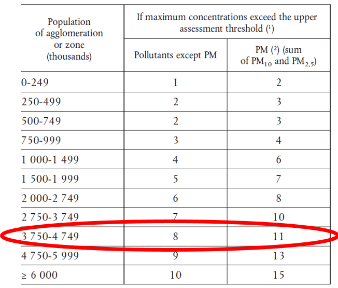 Population
of agglomeration
or zone
(thousands)
If maximum concentrations exceed the upper
assessment threshold (¹)
Pollutants except PM
PM (²) (sum
of PM₁₀ and PM₂,₅)
0-249 1 2
250-499 2 3
500-749 2 3
750-999 3 4
1 000-1 499 4 6
1 500-1 999 5 7
2 000-2 749 6 8
2 750-3 749 7 10
3 750-4 749 8 11
4 750-5 999 9 13
≥ 6 000 10 15